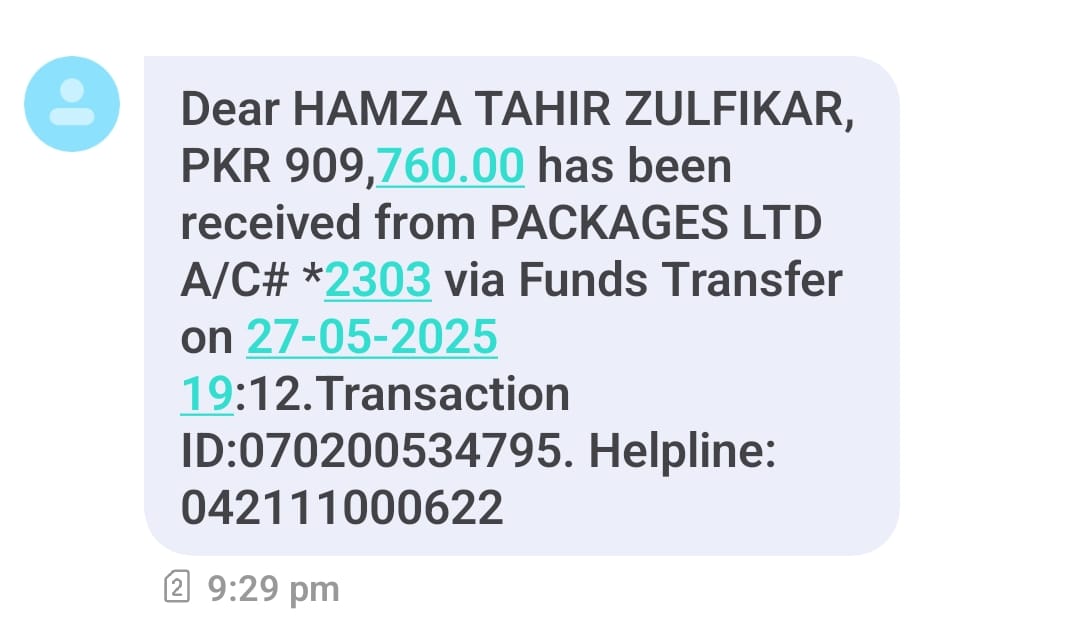 Dear HAMZA TAHIR ZULFIKAR,
PKR 909,760.00 has been
received from PACKAGES LTD
A/C# *2303 via Funds Transfer
on 27-05-2025
19:12.Transaction
ID:070200534795. Helpline:
042111000622
2 9:29 pm